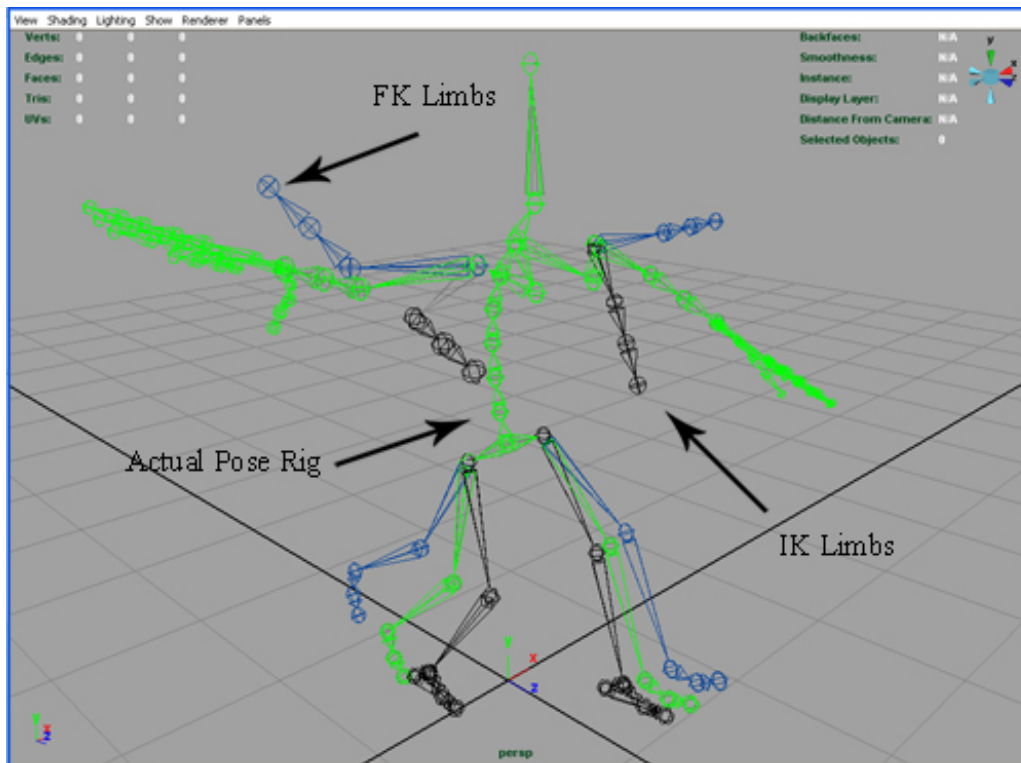 View Shading Lighting Show Renderer Panels
Verts: 0 0 0
Edges: 0 0 0
Faces: 0 0 0
Tris: 0 0 0
UVs: 0 0 0
Backfaces: N/A
Smoothness: N/A
Instance: N/A
Display Layer: N/A
Distance From Camera: N/A
Selected Objects: 0
y
x
z
FK Limbs
Actual Pose Rig
IK Limbs
y
x
z
y
x
z
persp